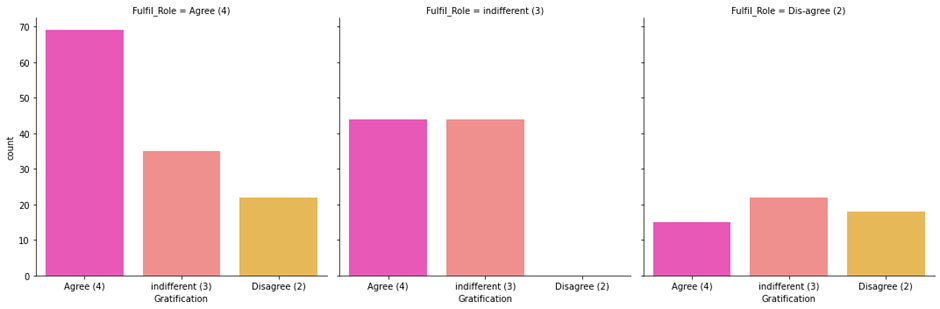 Fulfil_Role = Agree (4)
Fulfil_Role = indifferent (3)
Fulfil_Role = Dis-agree (2)
70
60
50
40
30
20
10
0
count
Agree (4)
indifferent (3)
Disagree (2)
Gratification
Agree (4)
indifferent (3)
Disagree (2)
Gratification
Agree (4)
indifferent (3)
Disagree (2)
Gratification